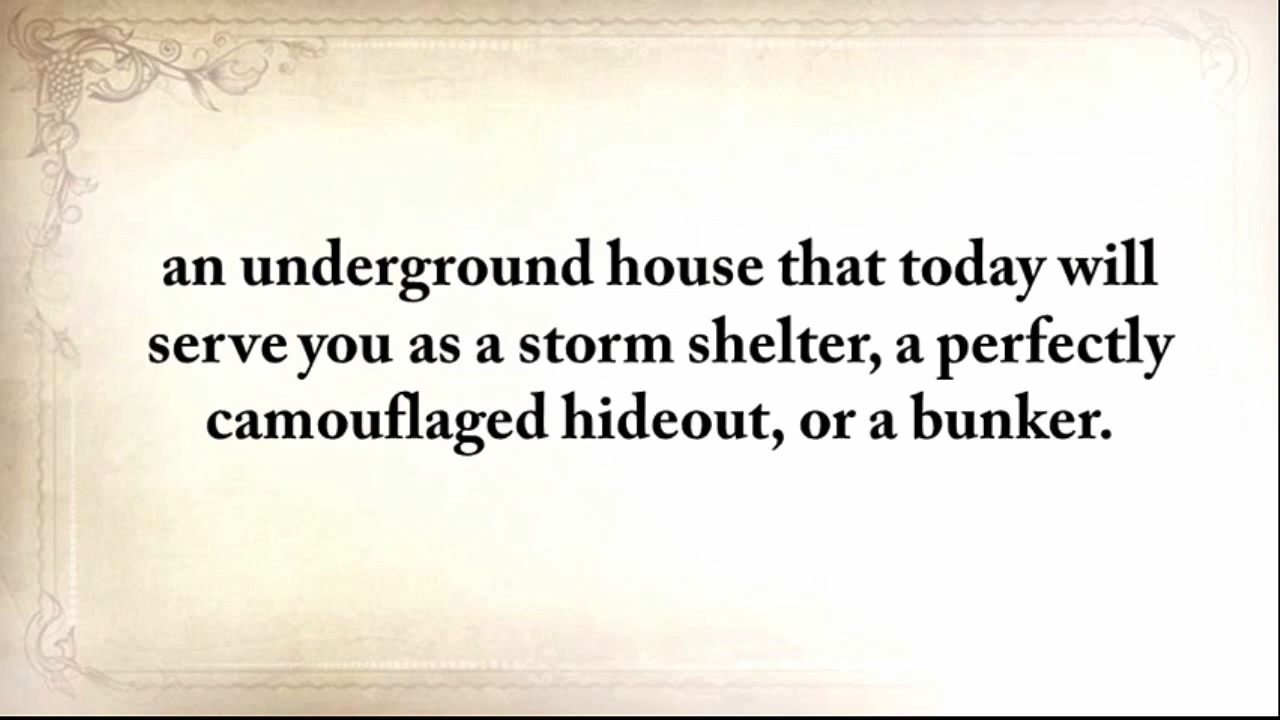 an underground house that today will
serve you as a storm shelter, a perfectly
camouflaged hideout, or a bunker.